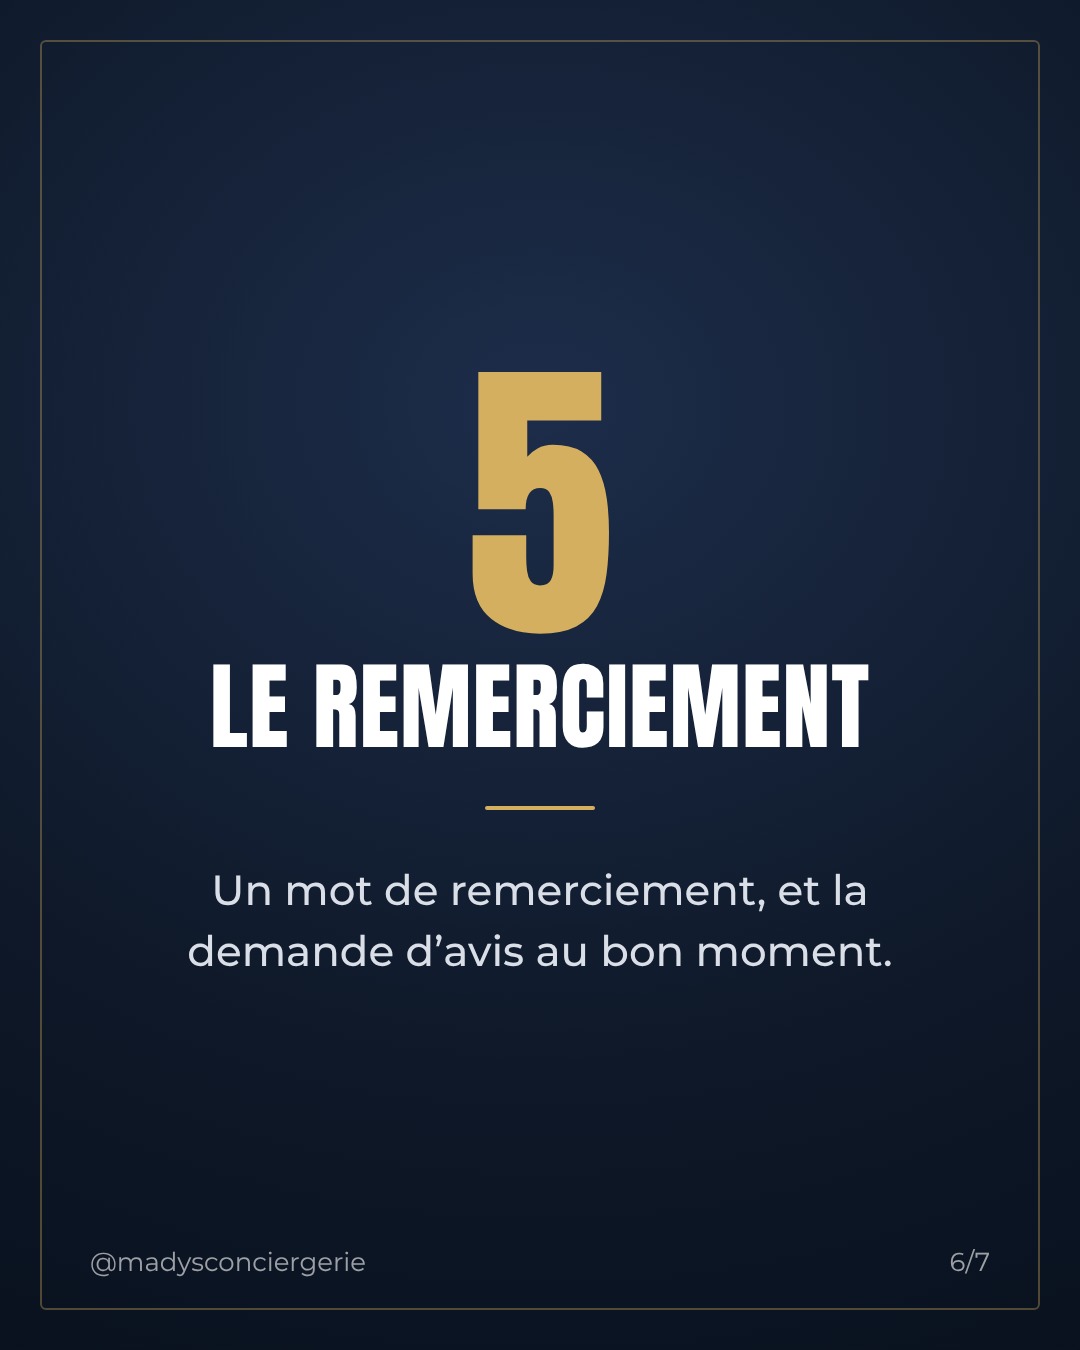 5
LE REMERCIEMENT
Un mot de remerciement, et la
demande d’avis au bon moment.
@madysconciergerie
6/7